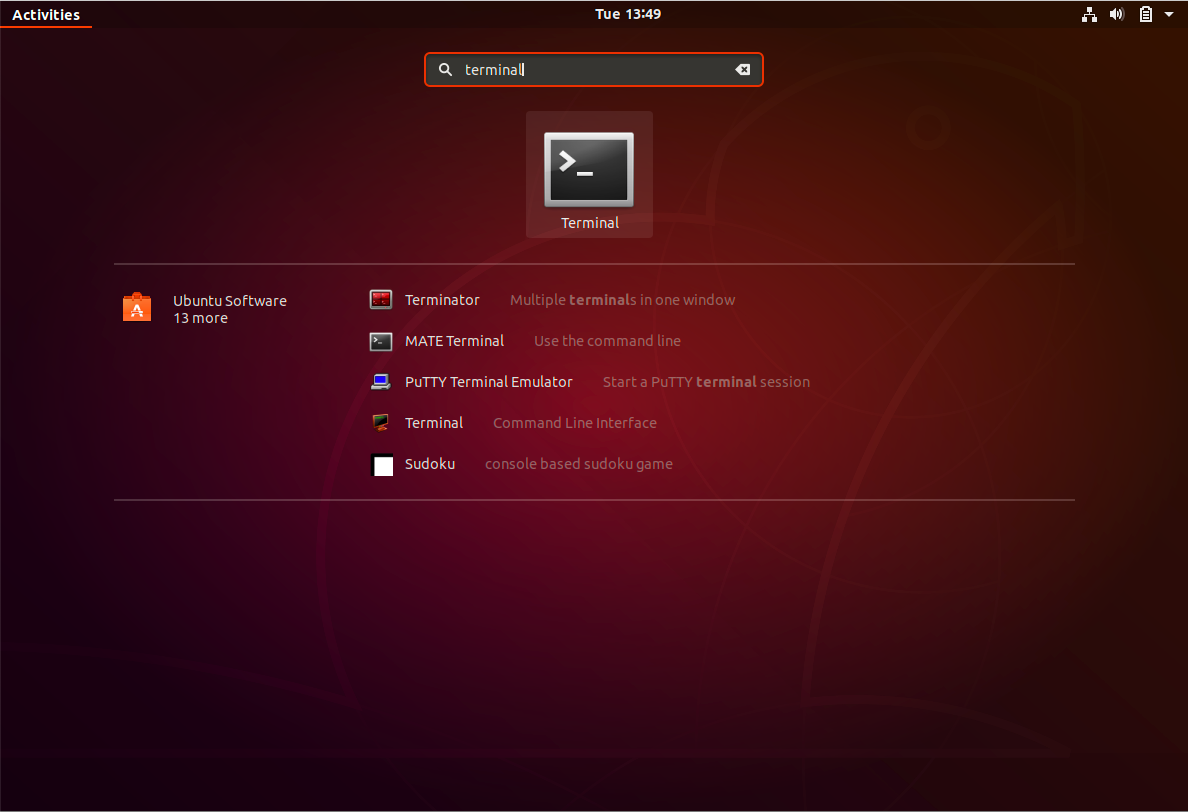 Activities
Tue 13:49
terminal
Terminal
Ubuntu Software
13 more
Terminator Multiple terminals in one window
MATE Terminal Use the command line
PuTTY Terminal Emulator Start a PuTTY terminal session
Terminal Command Line Interface
Sudoku console based sudoku game